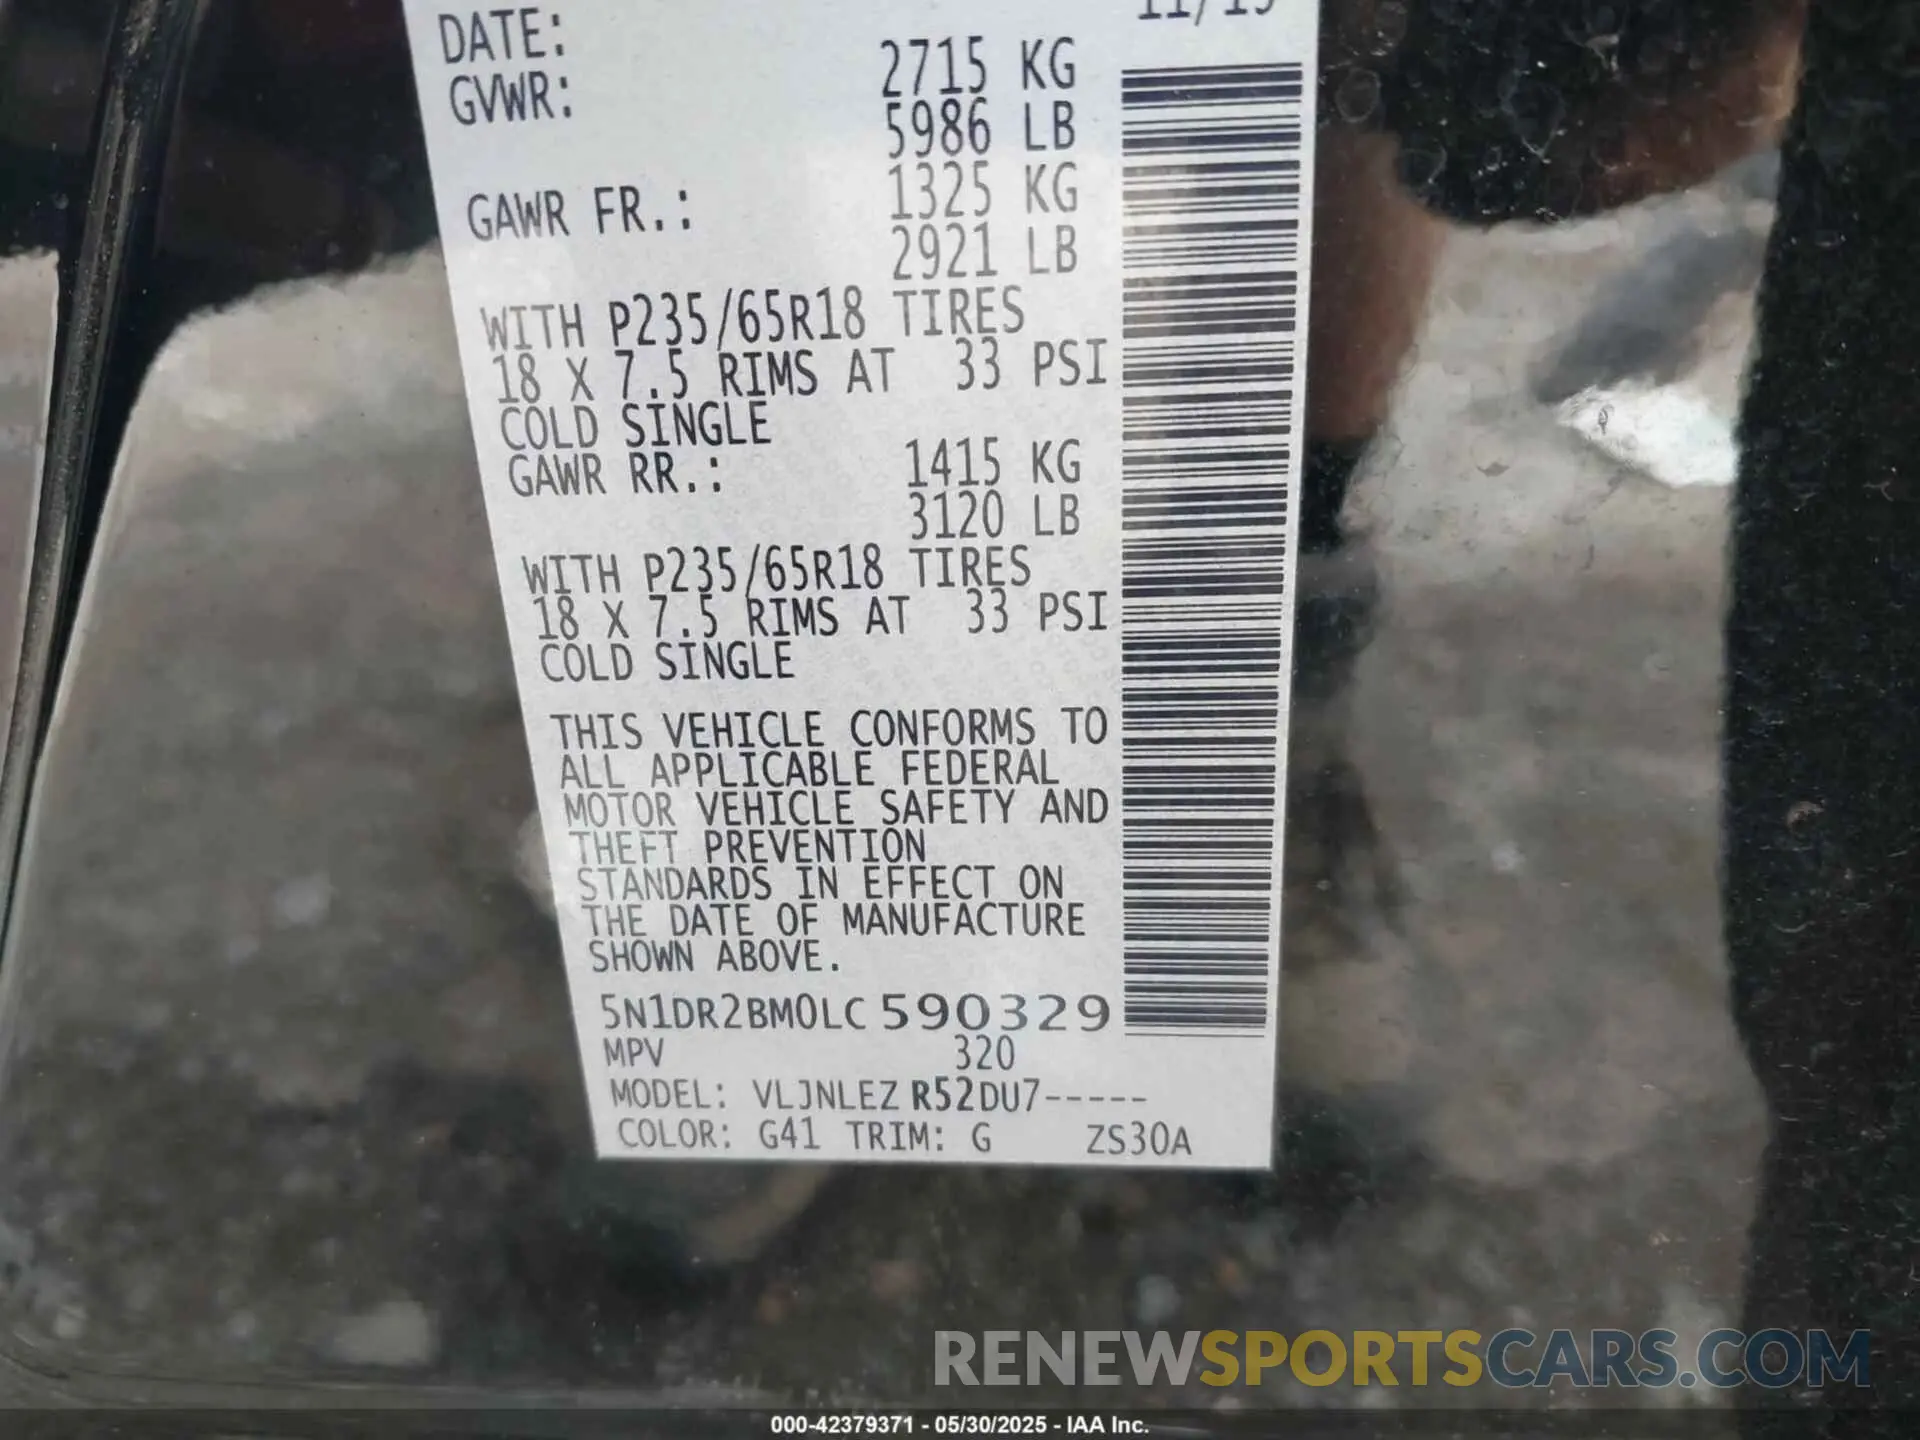 DATE: 11/19
GVWR: 2715 KG
5986 LB
GAWR FR.: 1325 KG
2921 LB
WITH P235/65R18 TIRES
18 X 7.5 RIMS AT 33 PSI
COLD SINGLE
GAWR RR.: 1415 KG
3120 LB
WITH P235/65R18 TIRES
18 X 7.5 RIMS AT 33 PSI
COLD SINGLE
THIS VEHICLE CONFORMS TO
ALL APPLICABLE FEDERAL
MOTOR VEHICLE SAFETY AND
THEFT PREVENTION
STANDARDS IN EFFECT ON
THE DATE OF MANUFACTURE
SHOWN ABOVE.
5N1DR2BM0LC590329
MPV 320
MODEL: VLJNLEZ R52DU7-----
COLOR: G41 TRIM: G ZS30A
RENEWSPORTSCARS.COM
000-42379371 - 05/30/2025 - IAA Inc.